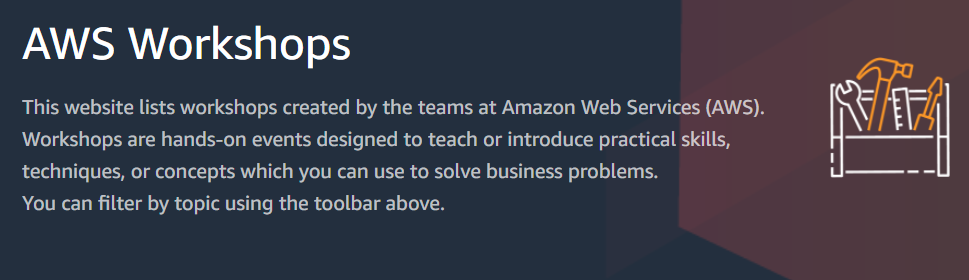 AWS Workshops
This website lists workshops created by the teams at Amazon Web Services (AWS).
Workshops are hands-on events designed to teach or introduce practical skills,
techniques, or concepts which you can use to solve business problems.
You can filter by topic using the toolbar above.